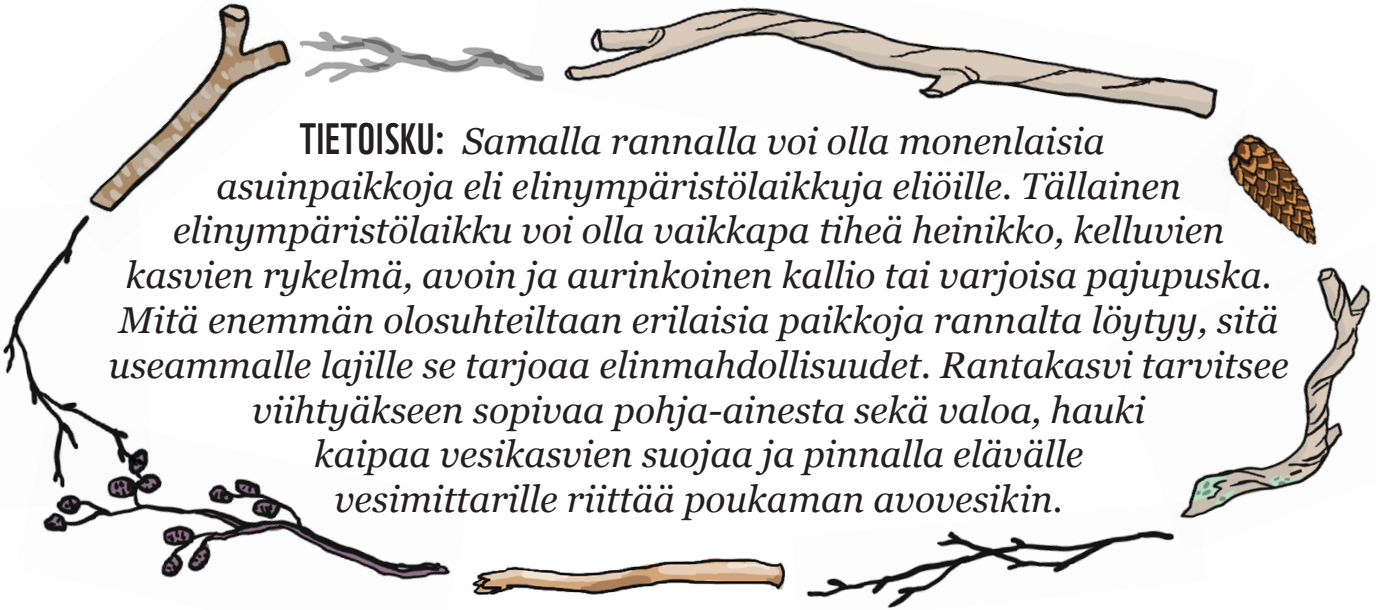 TIETOISKU: Samalla rannalla voi olla monenlaisia
asuinpaikkoja eli elinympäristölaikkuja eliöille. Tällainen
elinympäristölaikku voi olla vaikkapa tiheä heinikko, kelluvien
kasvien rykelmä, avoin ja aurinkoinen kallio tai varjoisa pajupuska.
Mitä enemmän olosuhteiltaan erilaisia paikkoja rannalta löytyy, sitä
useammalle lajille se tarjoaa elinmahdollisuudet. Rantakasvi tarvitsee
viihtyäkseen sopivaa pohja-ainesta sekä valoa, hauki
kaipaa vesikasvien suojaa ja pinnalla elävälle
vesimittarille riittää poukaman avovesikin.